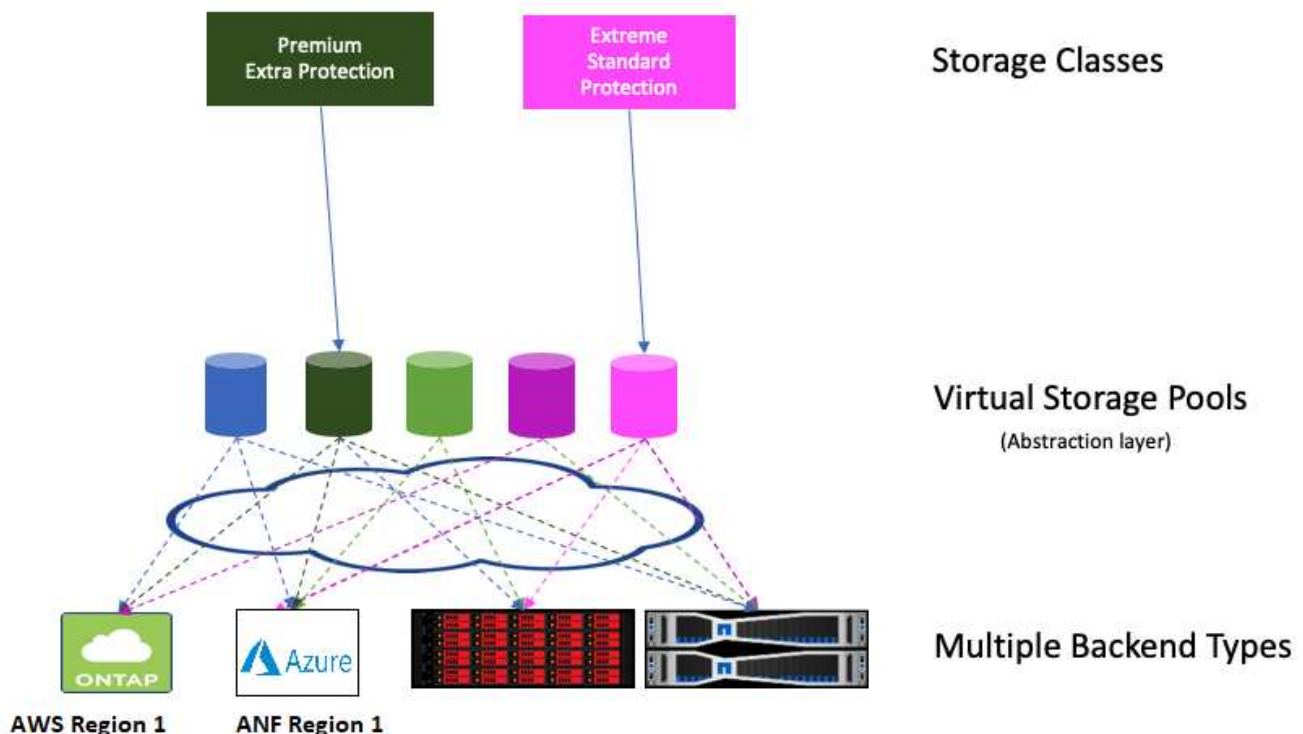 Premium
Extra Protection
Extreme
Standard
Protection
Storage Classes
Virtual Storage Pools
(Abstraction layer)
ONTAP
Azure
Multiple Backend Types
AWS Region 1
ANF Region 1